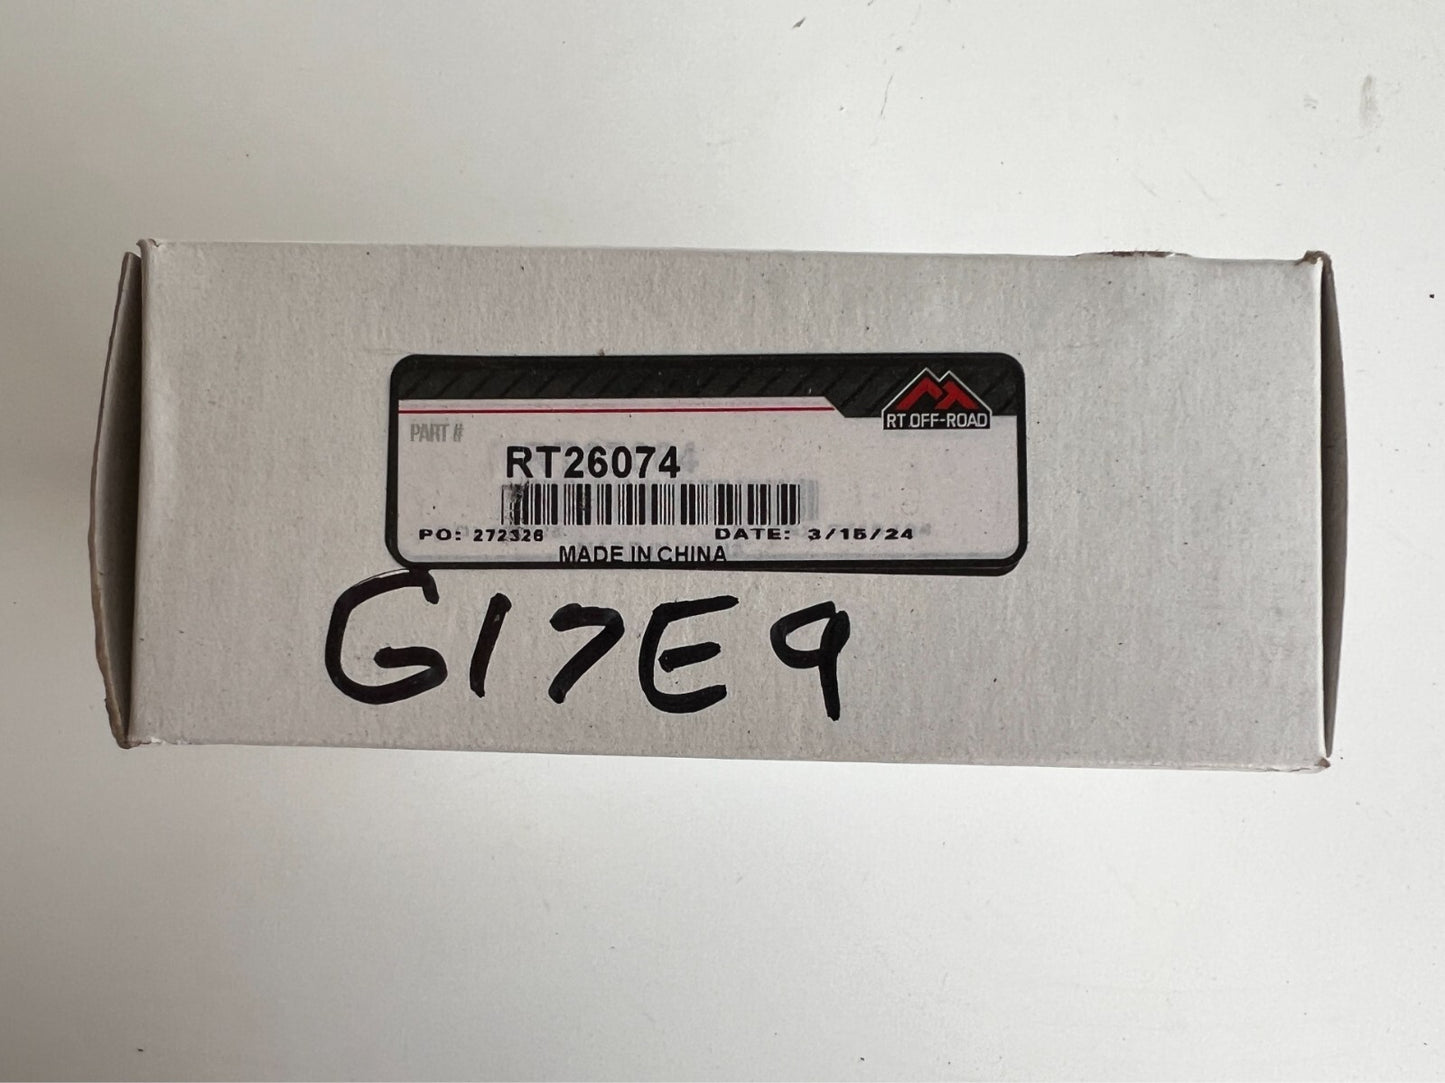 RT OFF-ROAD
PART #
RT26074
PO: 272326 DATE: 3/15/24
MADE IN CHINA
G17E9